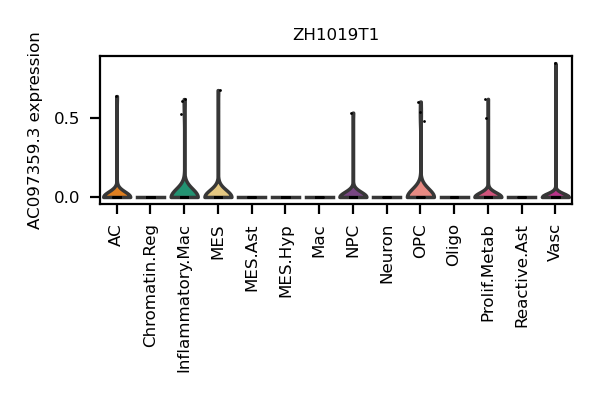 ZH1019T1
AC097359.3 expression
0.5
0.0
AC
Chromatin.Reg
Inflammatory.Mac
MES
MES.Ast
MES.Hyp
Mac
NPC
Neuron
OPC
Oligo
Prolif.Metab
Reactive.Ast
Vasc